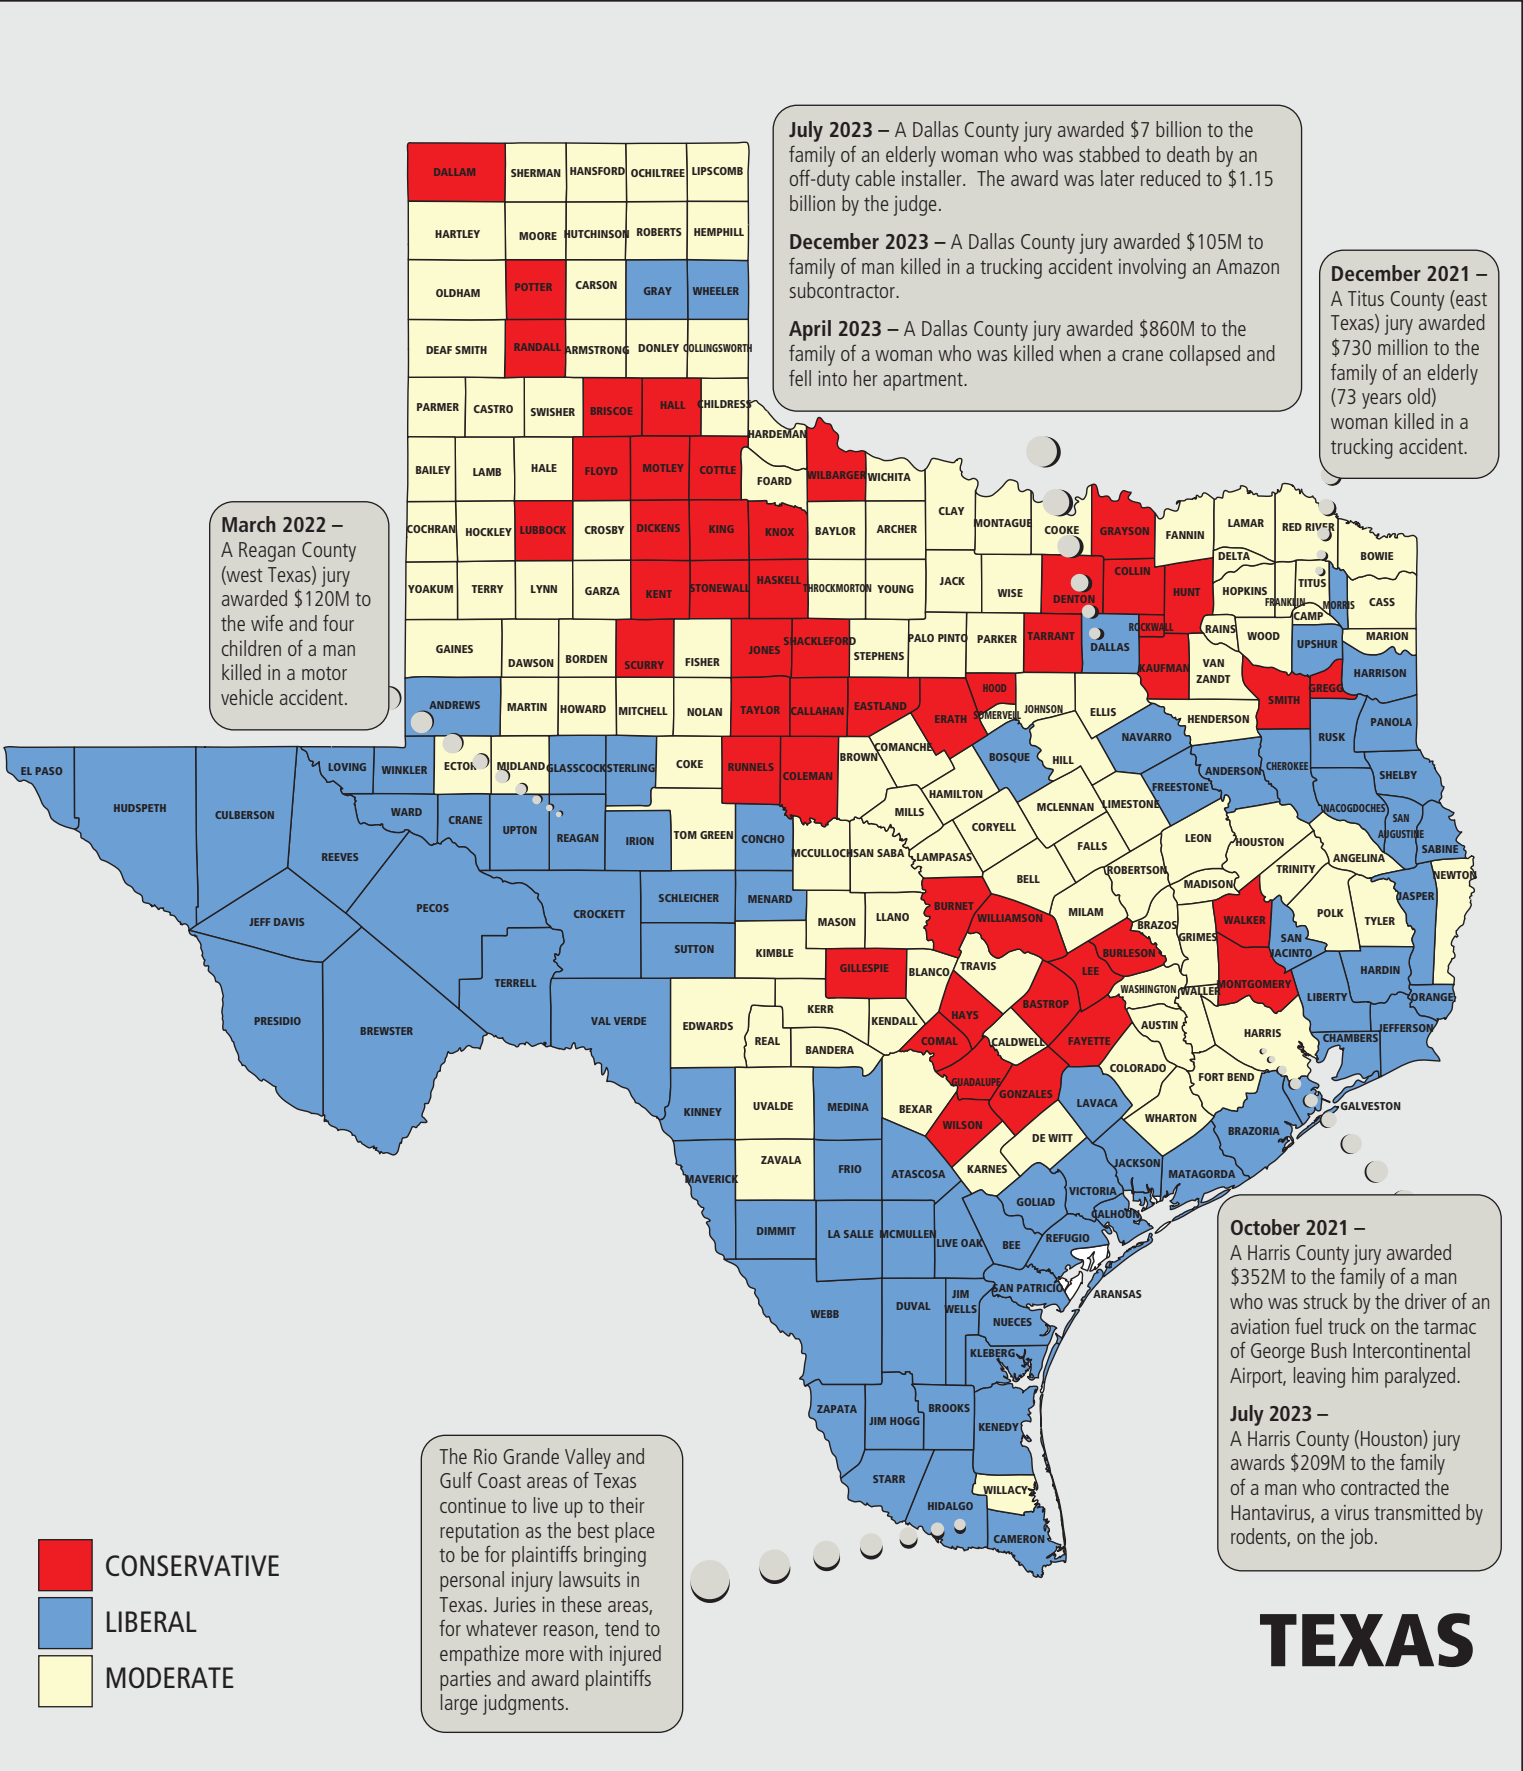 July 2023 – A Dallas County jury awarded $7 billion to the
family of an elderly woman who was stabbed to death by an
off-duty cable installer.  The award was later reduced to $1.15
billion by the judge.
December 2023 – A Dallas County jury awarded $105M to
family of man killed in a trucking accident involving an Amazon
subcontractor.
April 2023 – A Dallas County jury awarded $860M to the
family of a woman who was killed when a crane collapsed and
fell into her apartment.
December 2021 –
A Titus County (east
Texas) jury awarded
$730 million to the
family of an elderly
(73 years old)
woman killed in a
trucking accident.
March 2022 –
A Reagan County
(west Texas) jury
awarded $120M to
the wife and four
children of a man
killed in a motor
vehicle accident.
DALLAM SHERMAN HANSFORD OCHILTREE LIPSCOMB
HARTLEY MOORE HUTCHINSON ROBERTS HEMPHILL
OLDHAM POTTER CARSON GRAY WHEELER
DEAF SMITH RANDALL ARMSTRONG DONLEY COLLINGSWORTH
PARMER CASTRO SWISHER BRISCOE HALL CHILDRESS
HARDEMAN
BAILEY LAMB HALE FLOYD MOTLEY COTTLE FOARD WILBARGER WICHITA
CLAY MONTAGUE COOKE GRAYSON FANNIN LAMAR RED RIVER
COCHRAN HOCKLEY LUBBOCK CROSBY DICKENS KING KNOX BAYLOR ARCHER
DELTA BOWIE
YOAKUM TERRY LYNN GARZA KENT STONEWALL HASKELL THROCKMORTON YOUNG JACK WISE DENTON COLLIN HUNT HOPKINS FRANKLIN TITUS MORRIS CASS
CAMP
GAINES DAWSON BORDEN SCURRY FISHER JONES SHACKLEFORD STEPHENS PALO PINTO PARKER TARRANT DALLAS ROCKWALL RAINS WOOD UPSHUR MARION
KAUFMAN VAN
ZANDT
SMITH GREGG HARRISON
ANDREWS MARTIN HOWARD MITCHELL NOLAN TAYLOR CALLAHAN EASTLAND ERATH HOOD SOMERVELL JOHNSON ELLIS HENDERSON RUSK PANOLA
EL PASO HUDSPETH CULBERSON LOVING WINKLER ECTOR MIDLAND GLASSCOCK STERLING COKE RUNNELS COLEMAN BROWN COMANCHE BOSQUE HILL NAVARRO ANDERSON CHEROKEE SHELBY
HAMILTON FREESTONE
REEVES WARD CRANE UPTON REAGAN IRION TOM GREEN CONCHO MCCULLOCH SAN SABA MILLS CORYELL MCLENNAN LIMESTONE NACOGDOCHES SAN
AUGUSTINE
SABINE
LAMPASAS BELL FALLS ROBERTSON LEON HOUSTON TRINITY ANGELINA NEWTON
JEFF DAVIS PECOS CROCKETT SCHLEICHER MENARD MASON LLANO BURNET WILLIAMSON MILAM MADISON JASPER
SUTTON KIMBLE BRAZOS GRIMES WALKER SAN
JACINTO
POLK TYLER
TERRELL GILLESPIE BLANCO TRAVIS LEE BURLESON MONTGOMERY LIBERTY HARDIN
PRESIDIO BREWSTER VAL VERDE EDWARDS KERR KENDALL HAYS BASTROP WASHINGTON WALLER ORANGE
REAL BANDERA COMAL CALDWELL FAYETTE AUSTIN HARRIS CHAMBERS JEFFERSON
GUADALUPE GONZALES COLORADO FORT BEND
KINNEY UVALDE MEDINA BEXAR WILSON LAVACA WHARTON BRAZORIA GALVESTON
MAVERICK ZAVALA FRIO ATASCOSA KARNES DE WITT JACKSON MATAGORDA
DIMMIT LA SALLE MCMULLEN LIVE OAK BEE GOLIAD VICTORIA CALHOUN
REFUGIO
WEBB DUVAL JIM
WELLS
SAN PATRICIO ARANSAS
NUECES
KLEBERG
ZAPATA JIM HOGG BROOKS KENEDY
STARR HIDALGO WILLACY
CAMERON
October 2021 –
A Harris County jury awarded
$352M to the family of a man
who was struck by the driver of an
aviation fuel truck on the tarmac
of George Bush Intercontinental
Airport, leaving him paralyzed.
July 2023 –
A Harris County (Houston) jury
awards $209M to the family
of a man who contracted the
Hantavirus, a virus transmitted by
rodents, on the job.
The Rio Grande Valley and
Gulf Coast areas of Texas
continue to live up to their
reputation as the best place
to be for plaintiffs bringing
personal injury lawsuits in
Texas. Juries in these areas,
for whatever reason, tend to
empathize more with injured
parties and award plaintiffs
large judgments.
CONSERVATIVE
LIBERAL
MODERATE
TEXAS